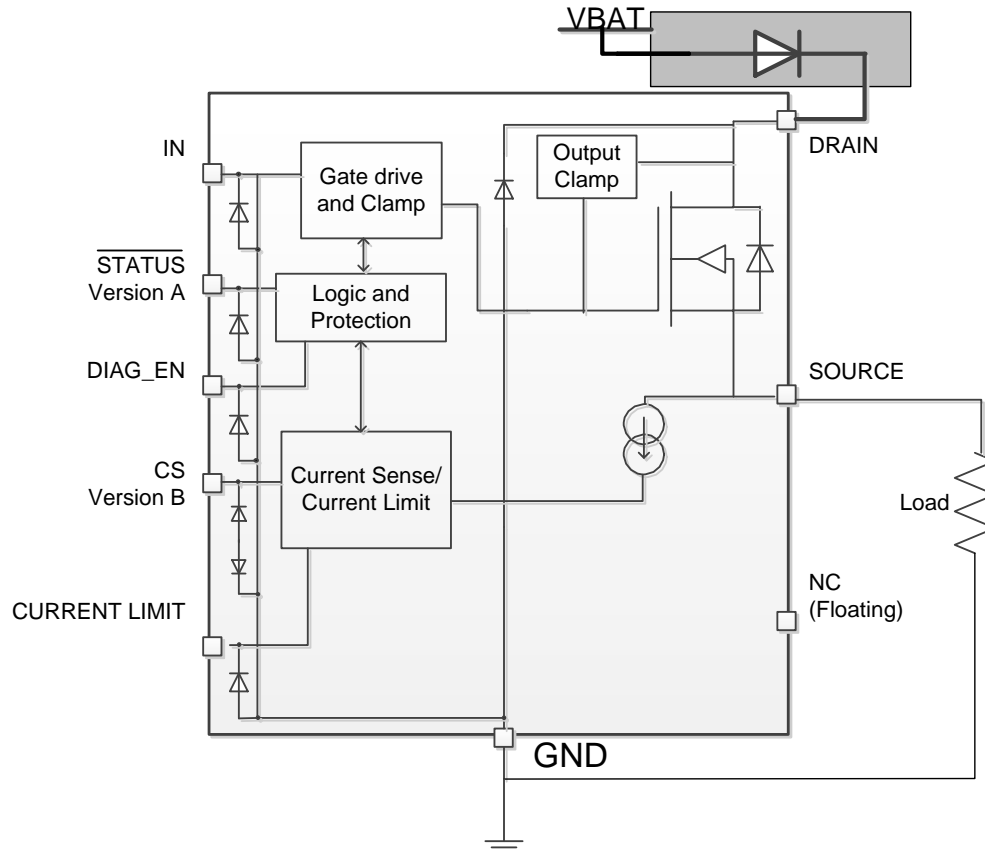 VBAT
DRAIN
IN
Gate drive
and Clamp
Output
Clamp
STATUS
Version A
Logic and
Protection
DIAG_EN
SOURCE
CS
Version B
Current Sense/
Current Limit
Load
NC
(Floating)
CURRENT LIMIT
GND